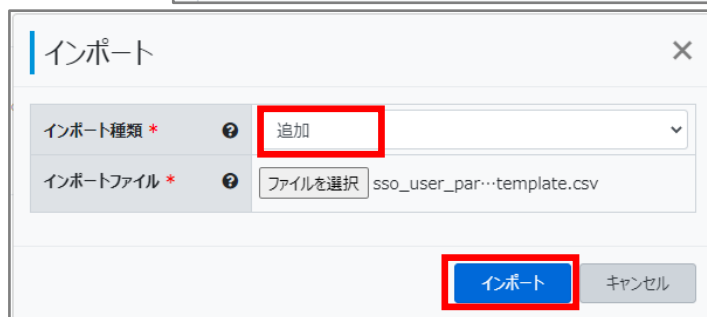 インポート ×
インポート種類 * ? 追加
インポートファイル * ? ファイルを選択 sso_user_par…template.csv
インポート キャンセル